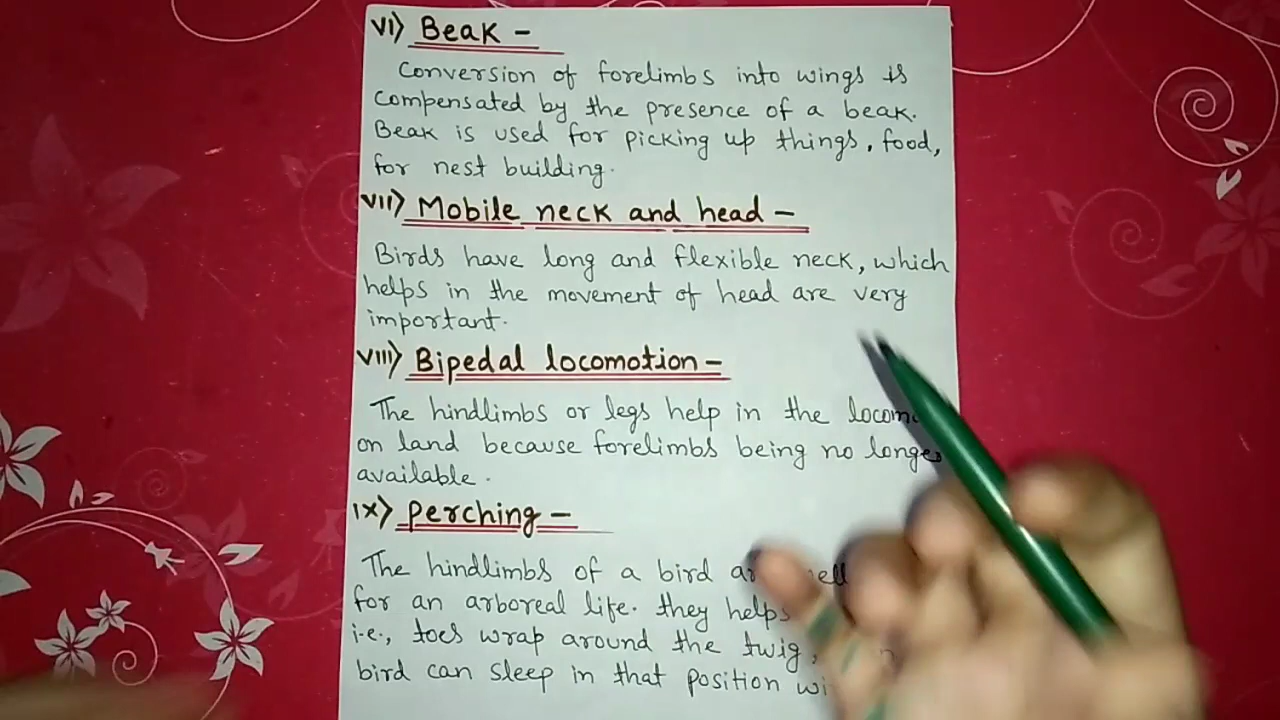 VI) Beak -
Conversion of forelimbs into wings is
compensated by the presence of a beak.
Beak is used for picking up things, food,
for nest building.
VII) Mobile neck and head -
Birds have long and flexible neck, which
helps in the movement of head are very
important.
VIII) Bipedal locomotion -
The hindlimbs or legs help in the
on land because forelimbs being no longer
available.
IX) Perching -
The hindlimbs of a bird
for an arboreal life. they helps
i.e., toes wrap around the twig,
bird can sleep in that position